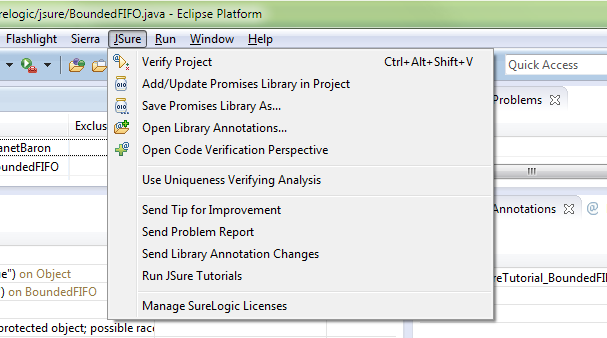 relogic/jsure/BoundedFIFO.java - Eclipse Platform
Flashlight Sierra JSure Run Window Help
Quick Access
Verify Project Ctrl+Alt+Shift+V
Add/Update Promises Library in Project
Problems
Save Promises Library As...
Exclus
Open Library Annotations...
anetBaron
Open Code Verification Perspective
oundedFIFO
Use Uniqueness Verifying Analysis
Send Tip for Improvement
Annotations @
Send Problem Report
Send Library Annotation Changes
e") on Object
Run JSure Tutorials
reTutorial_BoundedFI
) on BoundedFIFO
Manage SureLogic Licenses
protected object; possible race